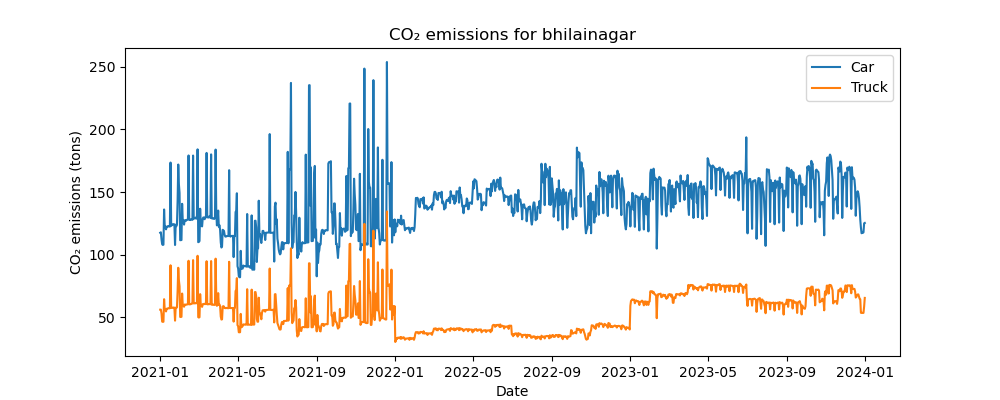 CO₂ emissions for bhilainagar
Car
Truck
CO₂ emissions (tons)
250
200
150
100
50
2021-01 2021-05 2021-09 2022-01 2022-05 2022-09 2023-01 2023-05 2023-09 2024-01
Date